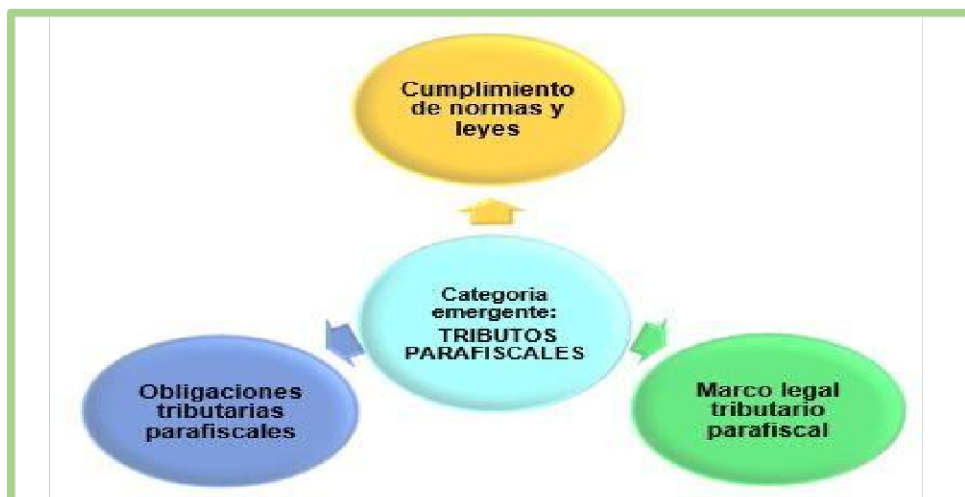 Cumplimiento
de normas y
leyes
Categoria
emergente:
TRIBUTOS
PARAFISCALES
Obligaciones
tributarias
parafiscales
Marco legal
tributario
parafiscal